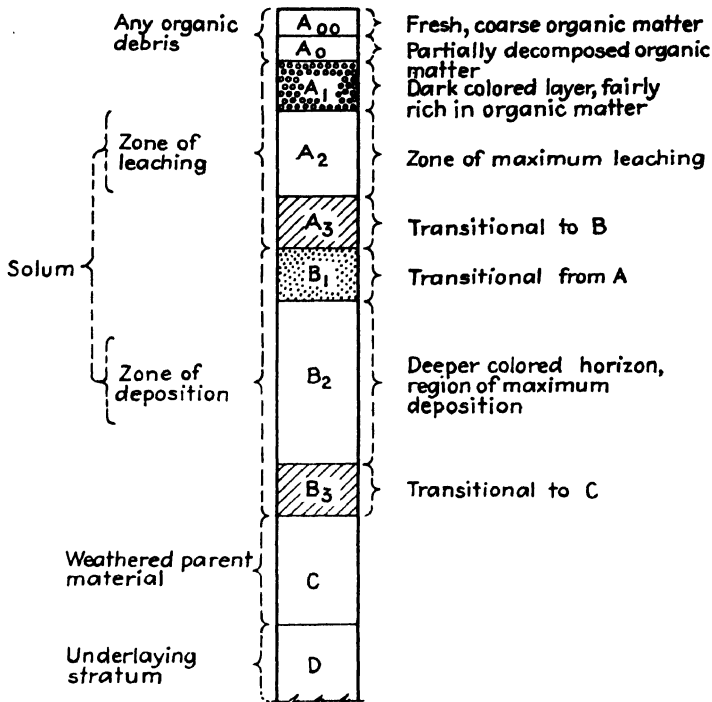 Any organic
debris
A00
Fresh, coarse organic matter
A0
Partially decomposed organic
matter
A1
Dark colored layer, fairly
rich in organic matter
Zone of
leaching
A2
Zone of maximum leaching
A3
Transitional to B
Solum
B1
Transitional from A
Zone of
deposition
B2
Deeper colored horizon,
region of maximum
deposition
B3
Transitional to C
Weathered parent
material
C
Underlaying
stratum
D